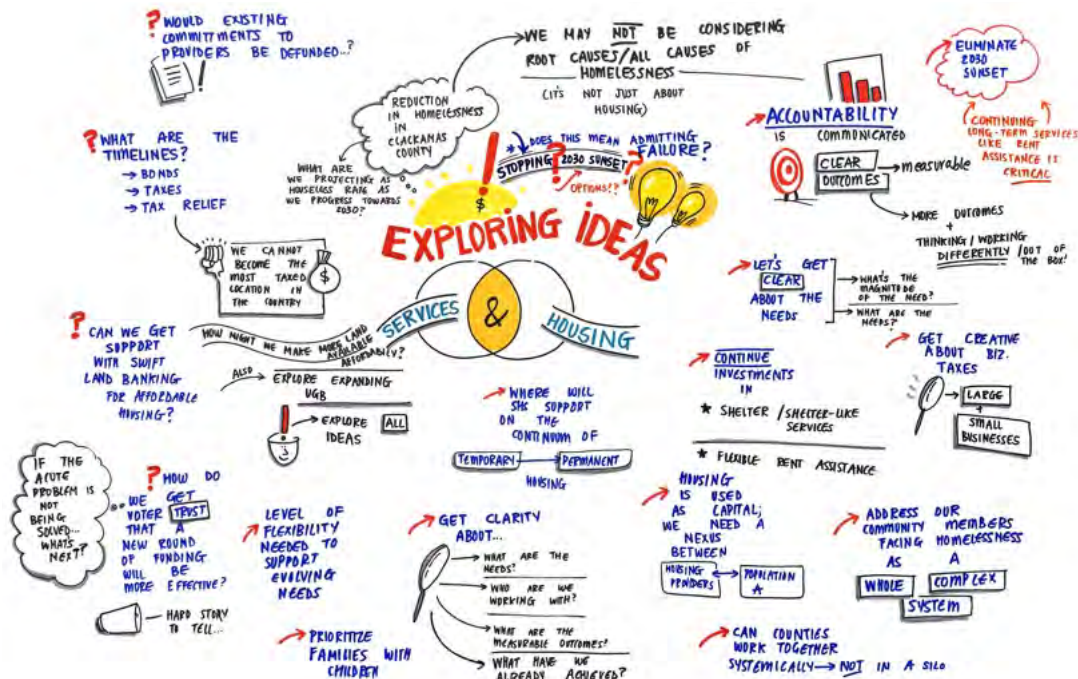 ? WOULD EXISTING
COMMITMENTS TO
PROVIDERS BE DEFUNDED...?
!
WE MAY NOT BE CONSIDERING
ROOT CAUSES/ALL CAUSES OF
HOMELESSNESS
(IT'S NOT JUST ABOUT
HOUSING)
ELIMINATE
2030
SUNSET
CONTINUING
LONG-TERM SERVICES
LIKE RENT
ASSISTANCE IS
CRITICAL
REDUCTION
IN HOMELESSNESS
IN
CLACKAMAS
COUNTY
WHAT ARE
WE PROJECTING AS
HOUSELESS RATE AS
WE PROGRESS TOWARDS
2030?
* DOES THIS MEAN ADMITTING
FAILURE?
STOPPING ? 2030 SUNSET ?
OPTIONS!?
! $
EXPLORING IDEAS
SERVICES
&
HOUSING
ACCOUNTABILITY
IS COMMUNICATED
CLEAR
OUTCOMES
measurable
MORE OUTCOMES
+
THINKING/WORKING
DIFFERENTLY/OUT OF
THE BOX!
? WHAT ARE THE
TIMELINES?
→ BONDS
→ TAXES
→ TAX RELIEF
WE CANNOT
BECOME THE
MOST TAXED
LOCATION IN
THE COUNTRY
$
LET'S GET
CLEAR
ABOUT THE
NEEDS
WHAT'S THE
MAGNITUDE
OF THE NEED?
WHAT ARE THE
NEEDS?
? CAN WE GET
SUPPORT
WITH SWIFT
LAND BANKING
FOR AFFORDABLE
HOUSING?
HOW MIGHT WE MAKE MORE LAND
AVAILABLE
AFFORDABILITY?
ALSO
EXPLORE EXPANDING
UGB
!
EXPLORE ALL
IDEAS
WHERE WILL
SHS SUPPORT
ON THE
CONTINUUM OF
TEMPORARY → PERMANENT
HOUSING
CONTINUE
INVESTMENTS
IN
* SHELTER/SHELTER-LIKE
SERVICES
* FLEXIBLE RENT ASSISTANCE
GET CREATIVE
ABOUT BIZ.
TAXES
LARGE
+
SMALL
BUSINESSES
IF THE
ACUTE
PROBLEM IS
NOT
BEING
SOLVED...
WHATS
NEXT?
? HOW DO
WE GET
VOTER TRUST
THAT A
NEW ROUND
OF FUNDING
WILL BE
MORE EFFECTIVE?
HARD STORY
TO TELL...
LEVEL OF
FLEXIBILITY
NEEDED TO
SUPPORT
EVOLVING
NEEDS
PRIORITIZE
FAMILIES WITH
CHILDREN
GET CLARITY
ABOUT...
WHAT ARE THE
NEEDS?
WHO ARE WE
WORKING WITH?
WHAT ARE THE
MEASURABLE OUTCOMES?
WHAT HAVE WE
ALREADY ACHIEVED?
HOUSING
IS USED
AS CAPITAL;
WE NEED A
NEXUS
BETWEEN
HOUSING
PROVIDERS
POPULATION
A
ADDRESS OUR
COMMUNITY MEMBERS
FACING HOMELESSNESS
AS A
WHOLE COMPLEX
SYSTEM
CAN COUNTIES
WORK TOGETHER
SYSTEMICALLY → NOT IN A SILO